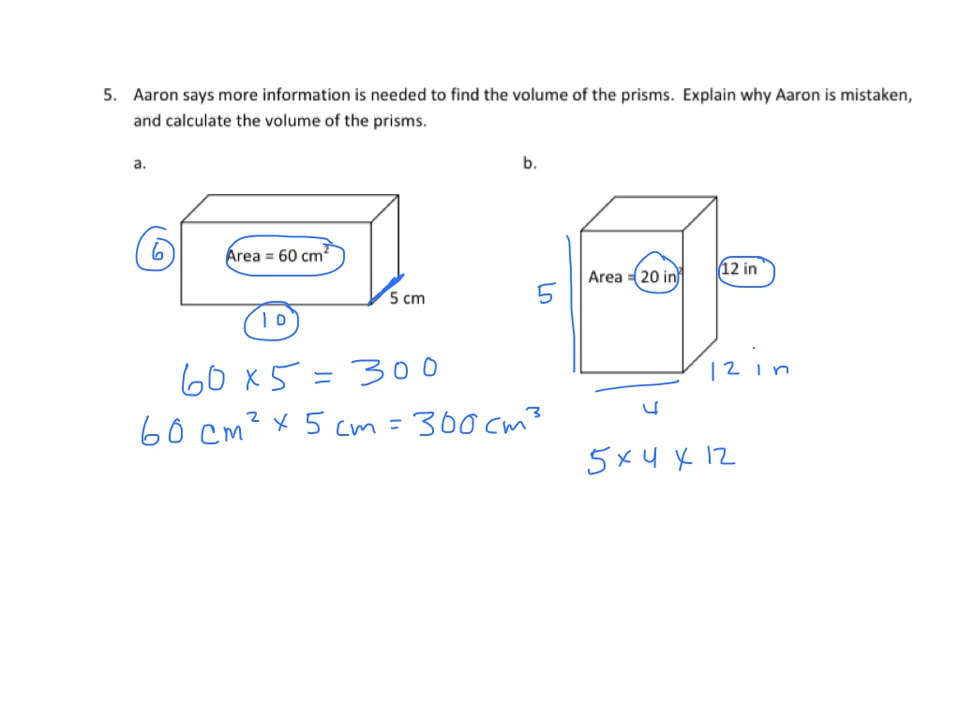 5. Aaron says more information is needed to find the volume of the prisms. Explain why Aaron is mistaken,
and calculate the volume of the prisms.
a.
b.
6
Area = 60 cm²
5 cm
10
60 x 5 = 300
60 cm² x 5 cm = 300 cm³
Area = 20 in²
12 in
5
12 in
4
5 x 4 x 12